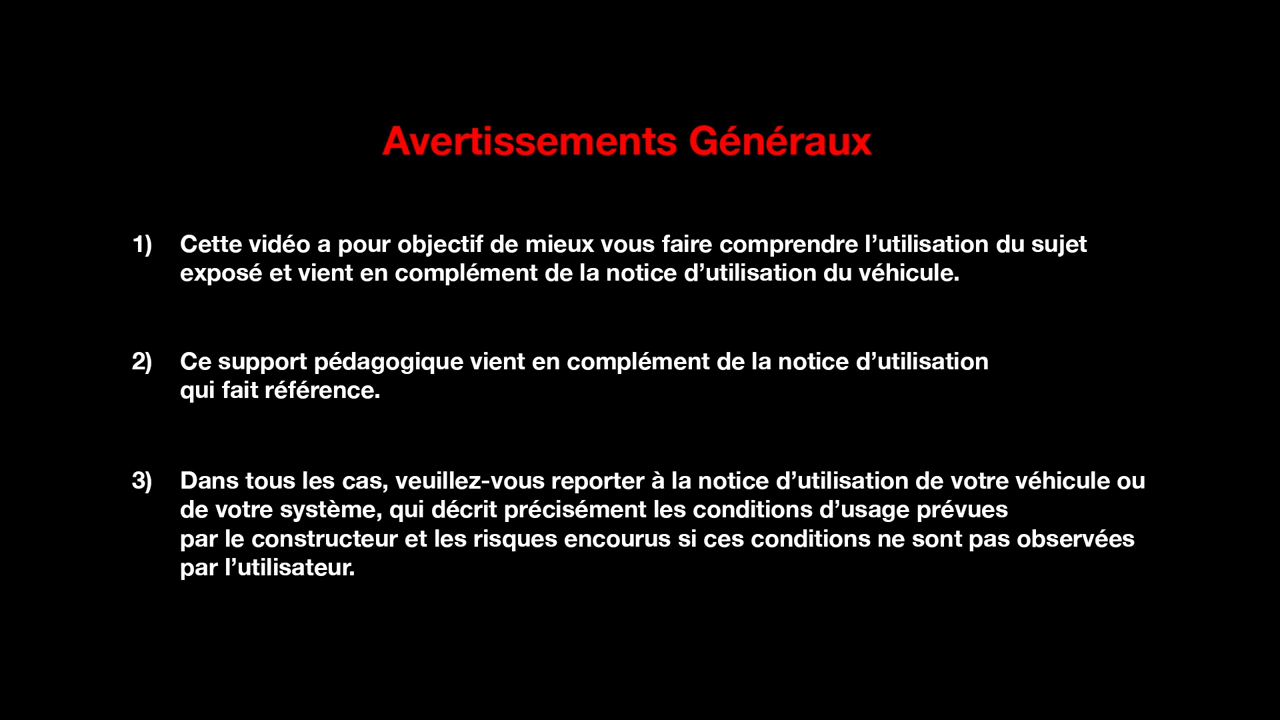 Avertissements Généraux
1) Cette vidéo a pour objectif de mieux vous faire comprendre l’utilisation du sujet
exposé et vient en complément de la notice d’utilisation du véhicule.
2) Ce support pédagogique vient en complément de la notice d’utilisation
qui fait référence.
3) Dans tous les cas, veuillez-vous reporter à la notice d’utilisation de votre véhicule ou
de votre système, qui décrit précisément les conditions d’usage prévues
par le constructeur et les risques encourus si ces conditions ne sont pas observées
par l’utilisateur.